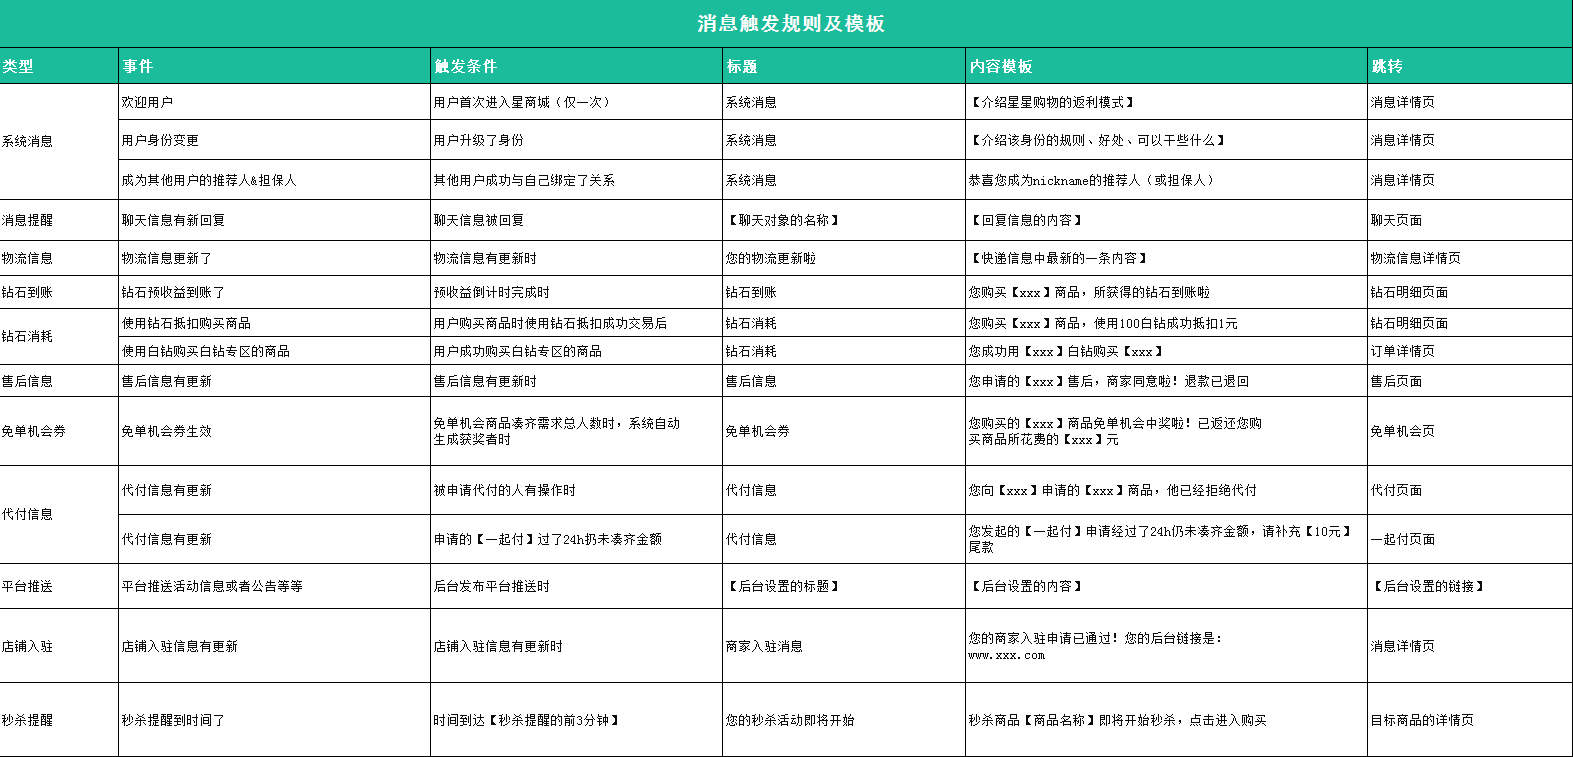 消息触发规则及模板
类型 事件 触发条件 标题 内容模板 跳转
系统消息
欢迎用户 用户首次进入星商城（仅一次） 系统消息 【介绍星星购物的返利模式】 消息详情页
用户身份变更 用户升级了身份 系统消息 【介绍该身份的规则、好处、可以干些什么】 消息详情页
成为其他用户的推荐人&担保人 其他用户成功与自己绑定了关系 系统消息 恭喜您成为nickname的推荐人（或担保人） 消息详情页
消息提醒 聊天信息有新回复 聊天信息被回复 【聊天对象的名称】 【回复信息的内容】 聊天页面
物流信息 物流信息更新了 物流信息有更新时 您的物流更新啦 【快递信息中最新的一条内容】 物流信息详情页
钻石到账 钻石预收益到账了 预收益倒计时完成时 钻石到账 您购买【xxx】商品，所获得的钻石到账啦 钻石明细页面
钻石消耗
使用钻石抵扣购买商品 用户购买商品时使用钻石抵扣成功交易后 钻石消耗 您购买【xxx】商品，使用100白钻成功抵扣1元 钻石明细页面
使用白钻购买白钻专区的商品 用户成功购买白钻专区的商品 钻石消耗 您成功用【xxx】白钻购买【xxx】 订单详情页
售后信息 售后信息有更新 售后信息有更新时 售后信息 您申请的【xxx】售后，商家同意啦！退款已退回 售后页面
免单机会券 免单机会券生效 免单机会商品凑齐需求总人数时，系统自动
生成获奖者时 免单机会券 您购买的【xxx】商品免单机会中奖啦！已返还您购
买商品所花费的【xxx】元 免单机会页
代付信息
代付信息有更新 被申请代付的人有操作时 代付信息 您向【xxx】申请的【xxx】商品，他已经拒绝代付 代付页面
代付信息有更新 申请的【一起付】过了24h扔未凑齐金额 代付信息 您发起的【一起付】申请经过了24h仍未凑齐金额，请补充【10元】
尾款 一起付页面
平台推送 平台推送活动信息或者公告等等 后台发布平台推送时 【后台设置的标题】 【后台设置的内容】 【后台设置的链接】
店铺入驻 店铺入驻信息有更新 店铺入驻信息有更新时 商家入驻消息 您的商家入驻申请已通过！您的后台链接是：
www.xxx.com 消息详情页
秒杀提醒 秒杀提醒到时间了 时间到达【秒杀提醒的前3分钟】 您的秒杀活动即将开始 秒杀商品【商品名称】即将开始秒杀，点击进入购买 目标商品的详情页